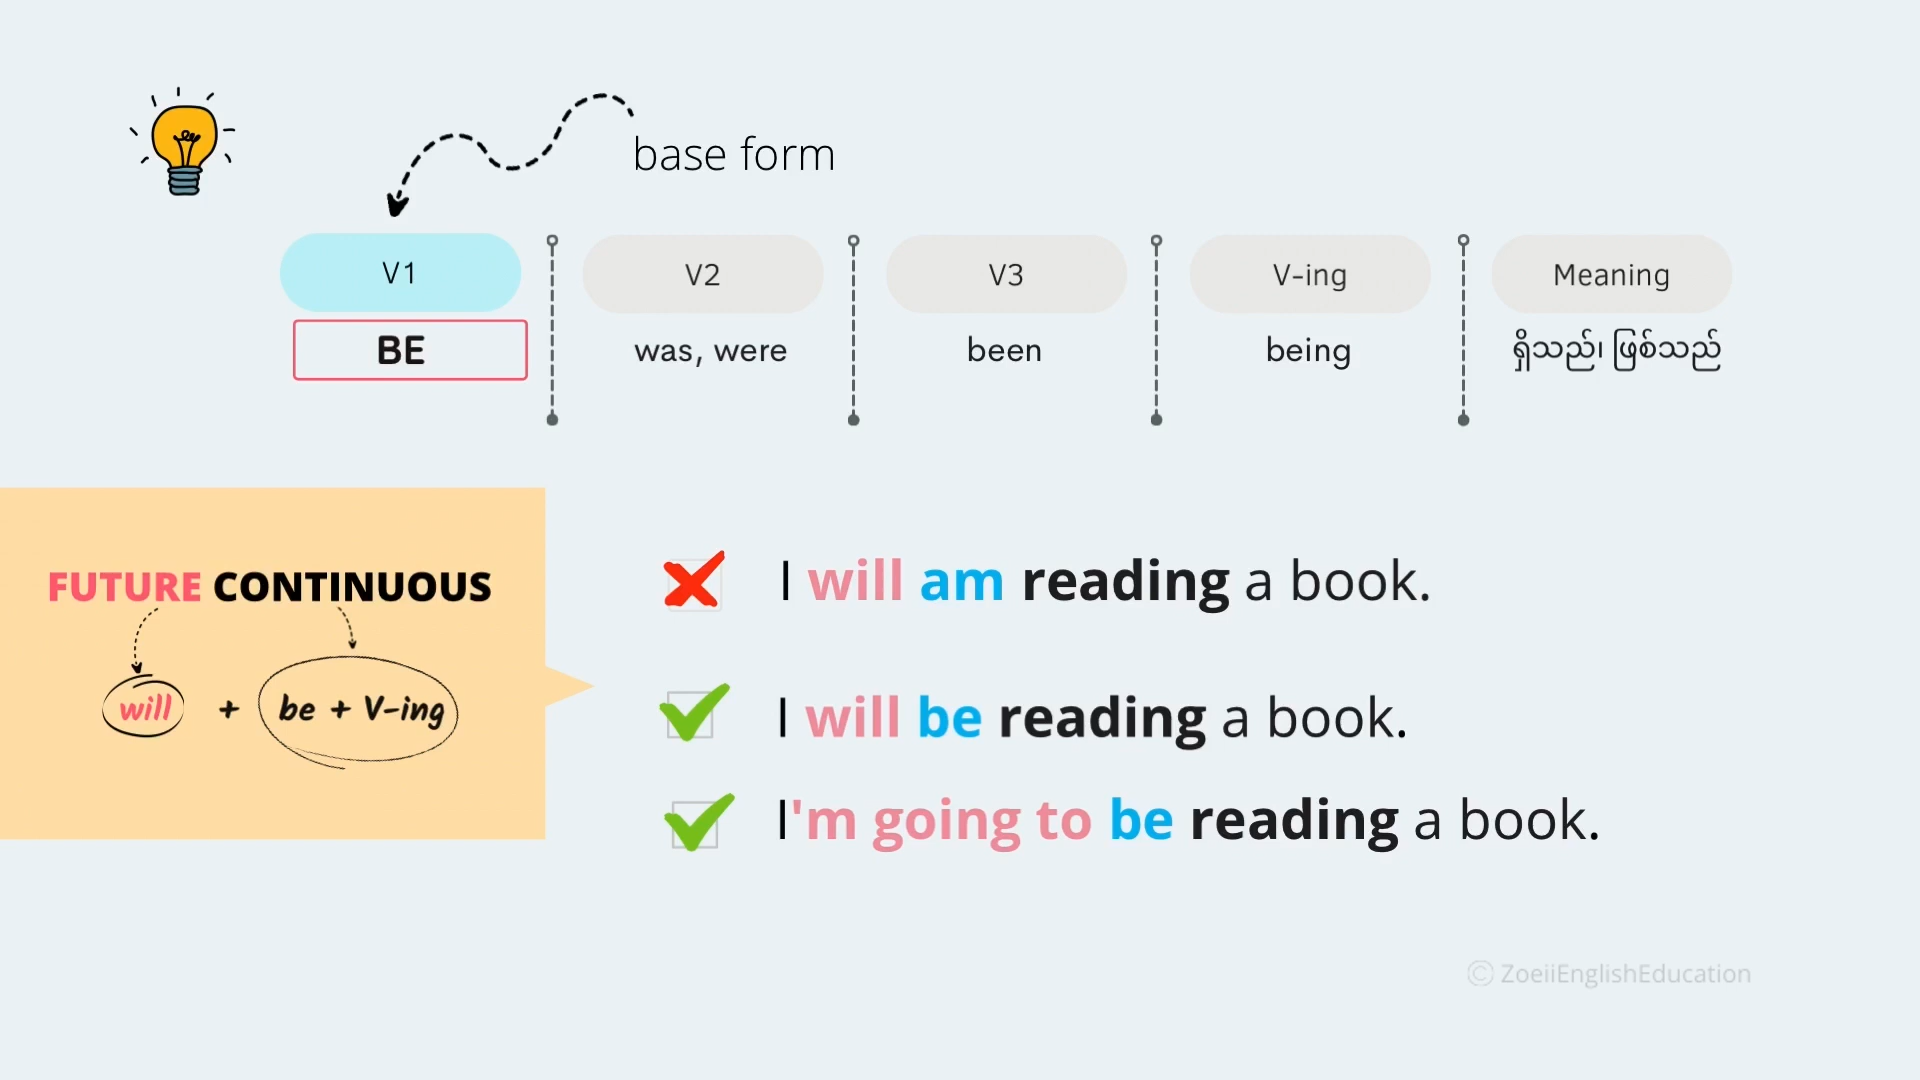 base form
V1
V2
V3
V-ing
Meaning
BE
was, were
been
being
ရှိသည်၊ ဖြစ်သည်
FUTURE CONTINUOUS
will + be + V-ing
I will am reading a book.
I will be reading a book.
I'm going to be reading a book.
© ZoeiiEnglishEducation